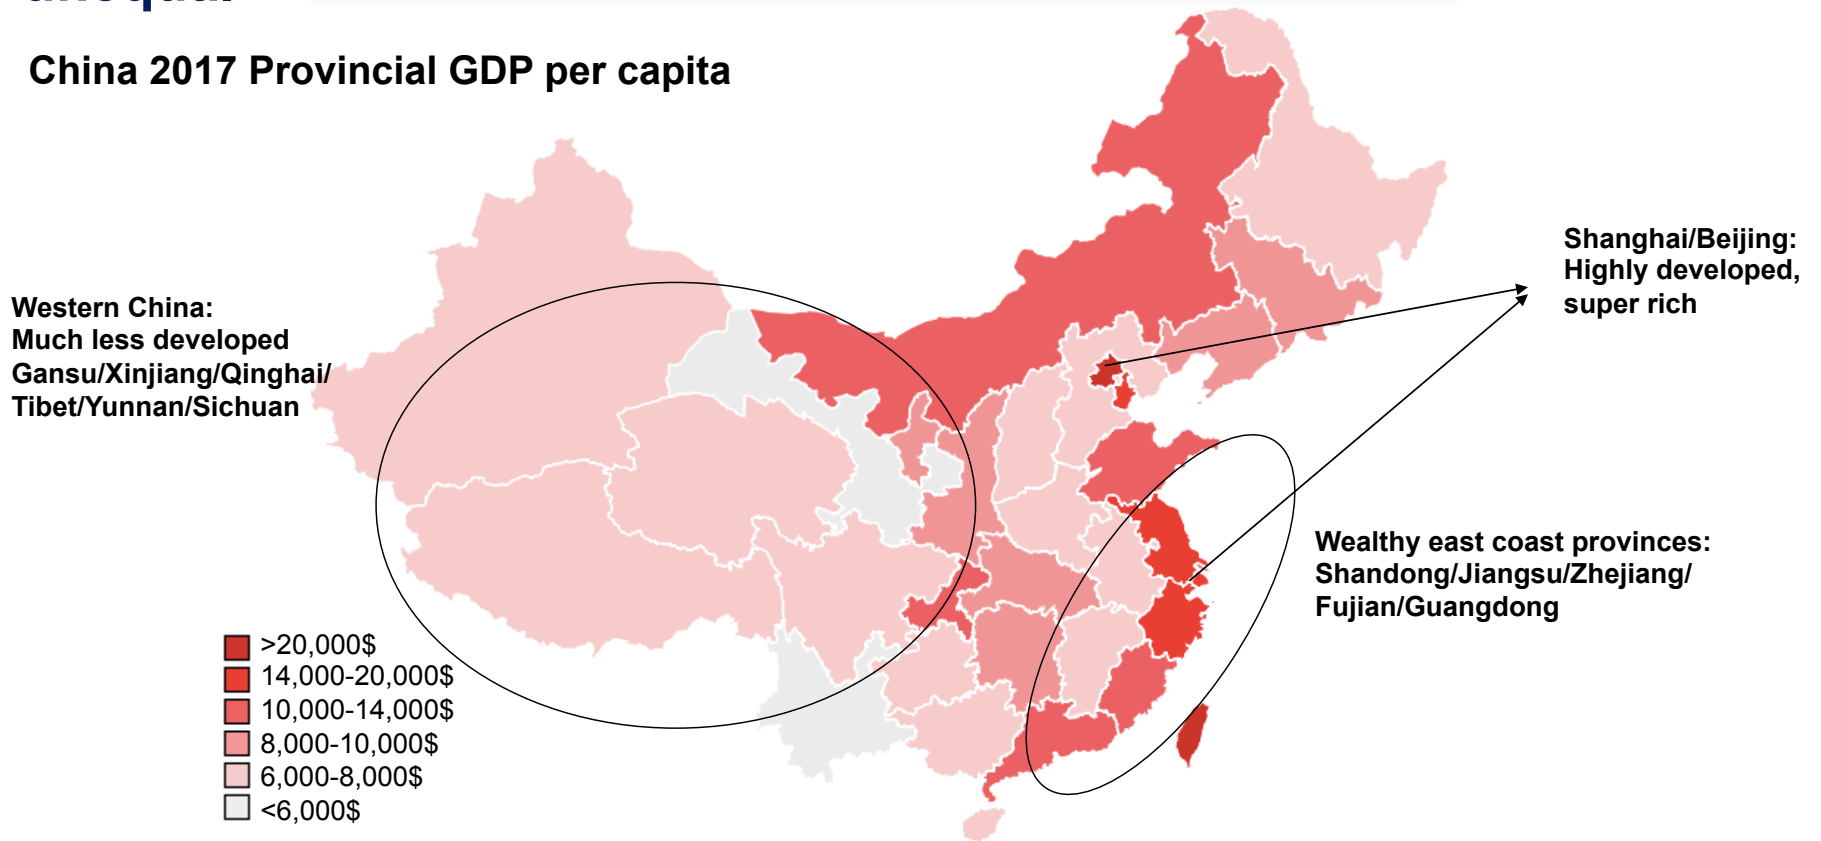 China 2017 Provincial GDP per capita
Western China:
Much less developed
Gansu/Xinjiang/Qinghai/
Tibet/Yunnan/Sichuan
Shanghai/Beijing:
Highly developed,
super rich
Wealthy east coast provinces:
Shandong/Jiangsu/Zhejiang/
Fujian/Guangdong
>20,000$
14,000-20,000$
10,000-14,000$
8,000-10,000$
6,000-8,000$
<6,000$